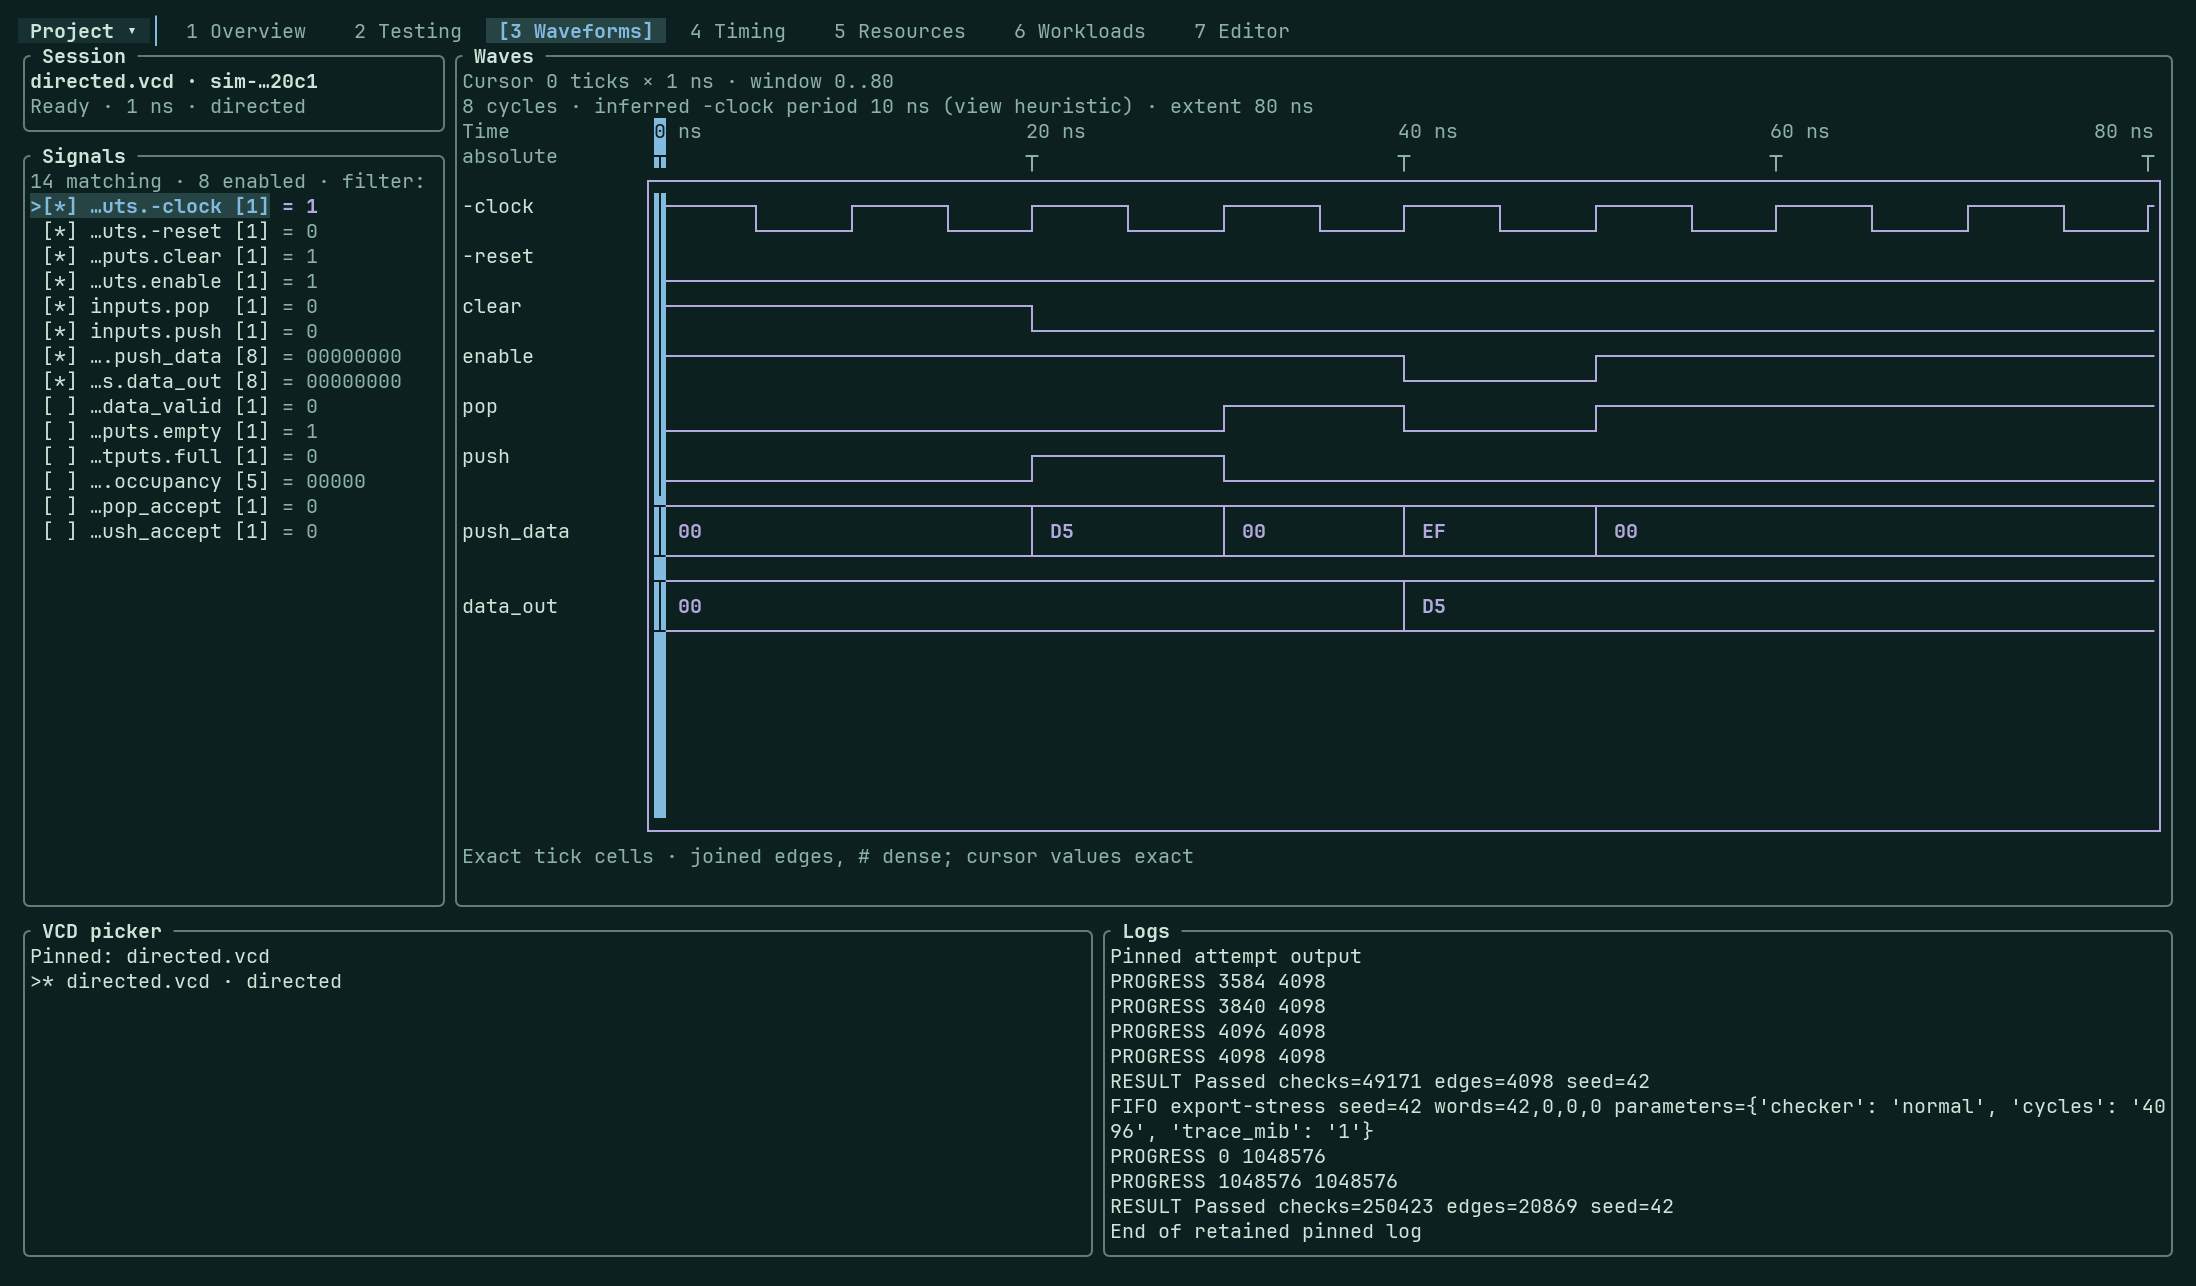 Project ▾ 1 Overview 2 Testing [3 Waveforms] 4 Timing 5 Resources 6 Workloads 7 Editor
Session
directed.vcd · sim-…20c1
Ready · 1 ns · directed
Signals
14 matching · 8 enabled · filter:
>[*] …uts.-clock [1] = 1
[*] …uts.-reset [1] = 0
[*] …puts.clear [1] = 1
[*] …uts.enable [1] = 1
[*] inputs.pop [1] = 0
[*] inputs.push [1] = 0
[*] ….push_data [8] = 00000000
[*] …s.data_out [8] = 00000000
[ ] …data_valid [1] = 0
[ ] …puts.empty [1] = 1
[ ] …tputs.full [1] = 0
[ ] ….occupancy [5] = 00000
[ ] …pop_accept [1] = 0
[ ] …ush_accept [1] = 0
Waves
Cursor 0 ticks × 1 ns · window 0..80
8 cycles · inferred -clock period 10 ns (view heuristic) · extent 80 ns
Time 0 ns 20 ns 40 ns 60 ns 80 ns
absolute
-clock
-reset
clear
enable
pop
push
push_data 00 D5 00 EF 00
data_out 00 D5
Exact tick cells · joined edges, # dense; cursor values exact
VCD picker
Pinned: directed.vcd
>* directed.vcd · directed
Logs
Pinned attempt output
PROGRESS 3584 4098
PROGRESS 3840 4098
PROGRESS 4096 4098
PROGRESS 4098 4098
RESULT Passed checks=49171 edges=4098 seed=42
FIFO export-stress seed=42 words=42,0,0,0 parameters={'checker': 'normal', 'cycles': '40
96', 'trace_mib': '1'}
PROGRESS 0 1048576
PROGRESS 1048576 1048576
RESULT Passed checks=250423 edges=20869 seed=42
End of retained pinned log